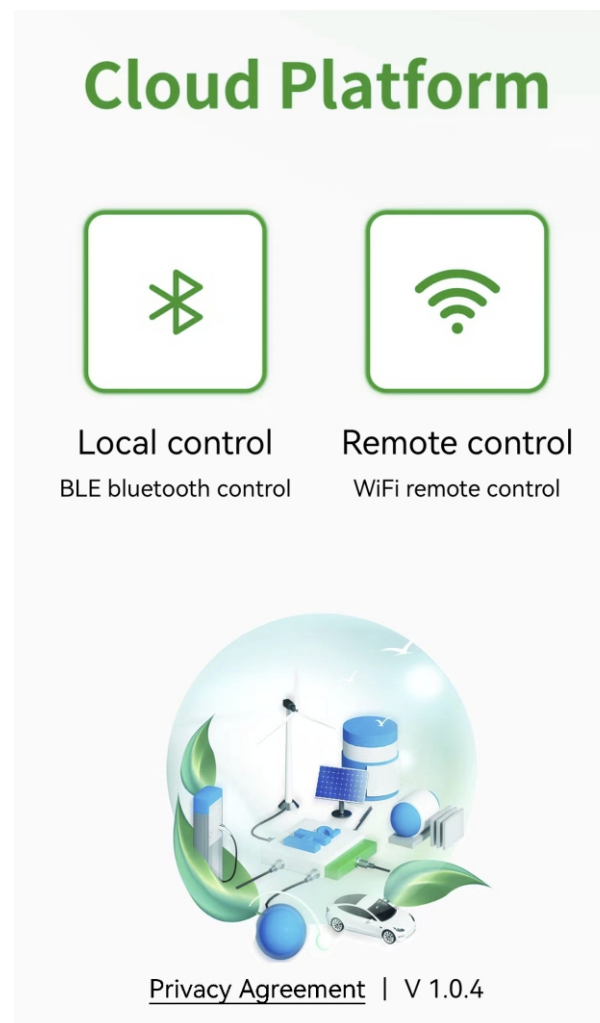 Cloud Platform
Local control
Remote control
BLE bluetooth control
WiFi remote control
Privacy Agreement | V 1.0.4